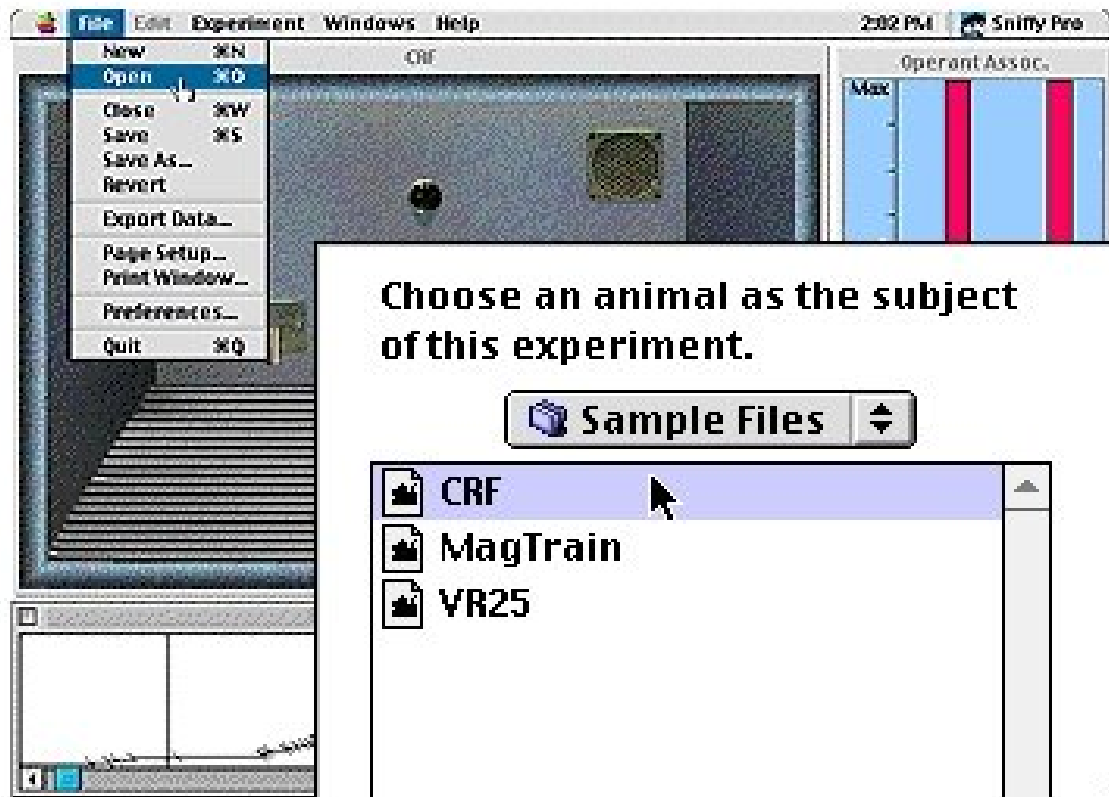 File Edit Experiment Windows Help 2:02 PM Sniffy Pro
CRF
Operant Assoc.
Max
New ⌘N
Open ⌘O
Close ⌘W
Save ⌘S
Save As...
Revert
Export Data...
Page Setup...
Print Window...
Preferences...
Quit ⌘Q
Choose an animal as the subject
of this experiment.
Sample Files
CRF
MagTrain
VR25